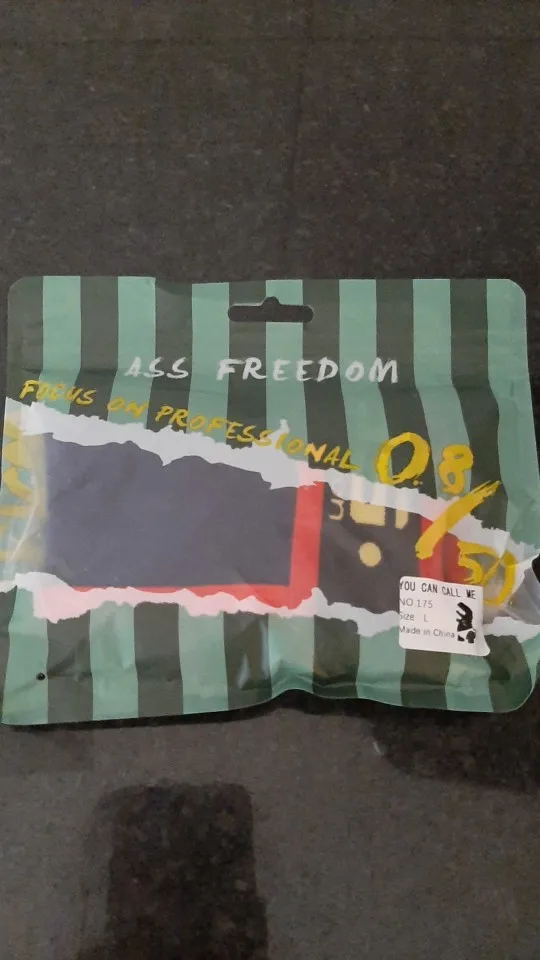 ASS FREEDOM
FOCUS ON PROFESSIONAL
0.8/50
YOU CAN CALL ME
NO.175
Size L
Made in China